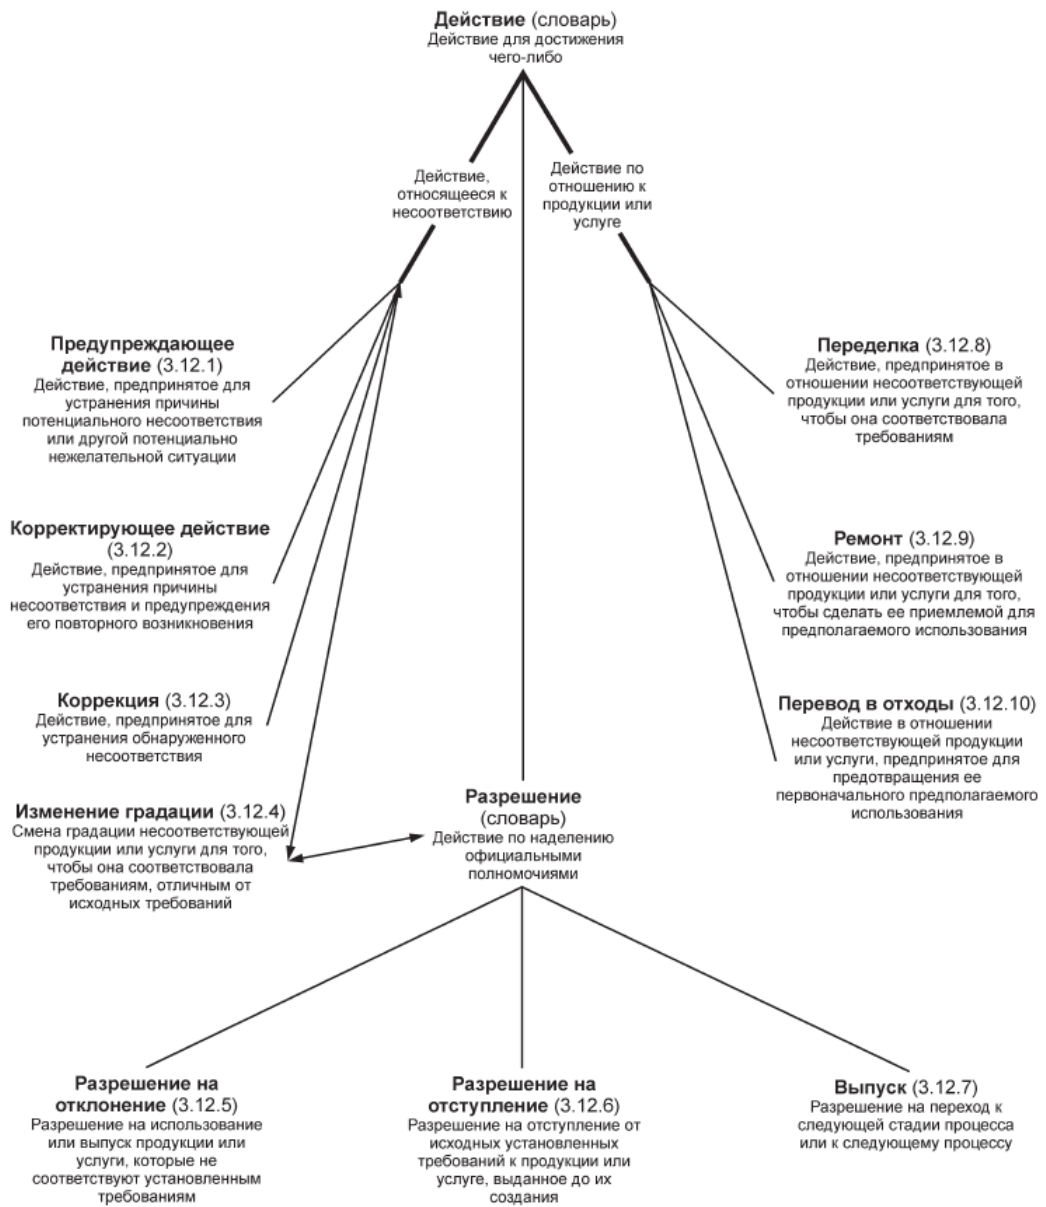 Действие (словарь)
Действие для достижения
чего-либо
Действие,
относящееся к
несоответствию
Действие по
отношению к
продукции или
услуге
Предупреждающее
действие (3.12.1)
Действие, предпринятое для
устранения причины
потенциального несоответствия
или другой потенциально
нежелательной ситуации
Переделка (3.12.8)
Действие, предпринятое в
отношении несоответствующей
продукции или услуги для того,
чтобы она соответствовала
требованиям
Корректирующее действие
(3.12.2)
Действие, предпринятое для
устранения причины
несоответствия и предупреждения
его повторного возникновения
Ремонт (3.12.9)
Действие, предпринятое в
отношении несоответствующей
продукции или услуги для того,
чтобы сделать ее приемлемой для
предполагаемого использования
Коррекция (3.12.3)
Действие, предпринятое для
устранения обнаруженного
несоответствия
Перевод в отходы (3.12.10)
Действие в отношении
несоответствующей продукции
или услуги, предпринятое для
предотвращения ее
первоначального предполагаемого
использования
Изменение градации (3.12.4)
Смена градации несоответствующей
продукции или услуги для того,
чтобы она соответствовала
требованиям, отличным от
исходных требований
Разрешение
(словарь)
Действие по наделению
официальными
полномочиями
Разрешение на
отклонение (3.12.5)
Разрешение на использование
или выпуск продукции или
услуги, которые не
соответствуют установленным
требованиям
Разрешение на
отступление (3.12.6)
Разрешение на отступление от
исходных установленных
требований к продукции или
услуге, выданное до их
создания
Выпуск (3.12.7)
Разрешение на переход к
следующей стадии процесса
или к следующему процессу